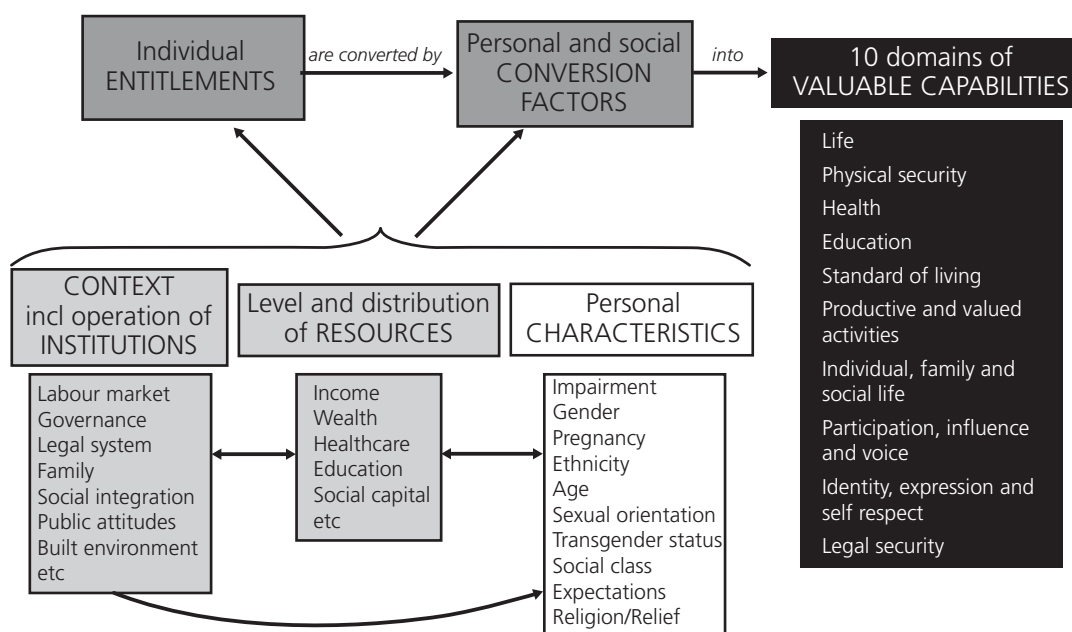 Individual
ENTITLEMENTS
are converted by
Personal and social
CONVERSION
FACTORS
into
10 domains of
VALUABLE CAPABILITIES
Life
Physical security
Health
Education
Standard of living
Productive and valued
activities
Individual, family and
social life
Participation, influence
and voice
Identity, expression and
self respect
Legal security
CONTEXT
incl operation of
INSTITUTIONS
Labour market
Governance
Legal system
Family
Social integration
Public attitudes
Built environment
etc
Level and distribution
of RESOURCES
Income
Wealth
Healthcare
Education
Social capital
etc
Personal
CHARACTERISTICS
Impairment
Gender
Pregnancy
Ethnicity
Age
Sexual orientation
Transgender status
Social class
Expectations
Religion/Relief